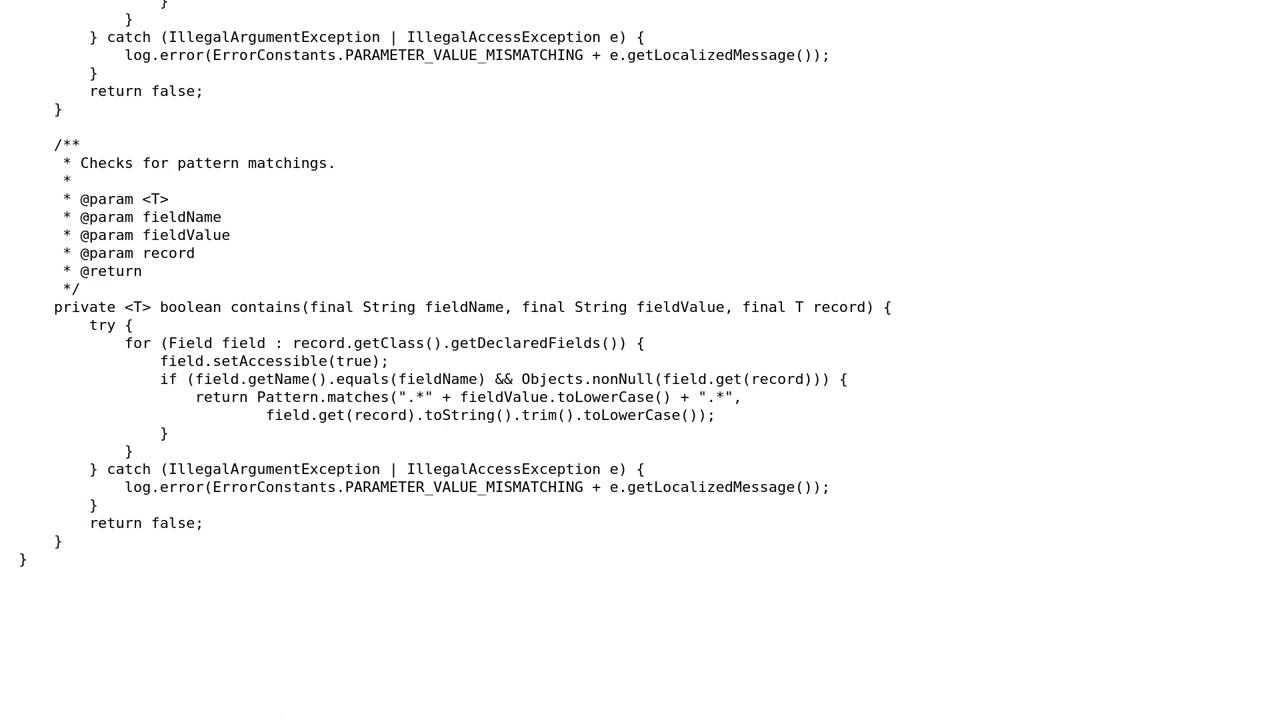 }
}
} catch (IllegalArgumentException | IllegalAccessException e) {
log.error(ErrorConstants.PARAMETER_VALUE_MISMATCHING + e.getLocalizedMessage());
}
return false;
}
/**
* Checks for pattern matchings.
*
* @param <T>
* @param fieldName
* @param fieldValue
* @param record
* @return
*/
private <T> boolean contains(final String fieldName, final String fieldValue, final T record) {
try {
for (Field field : record.getClass().getDeclaredFields()) {
field.setAccessible(true);
if (field.getName().equals(fieldName) && Objects.nonNull(field.get(record))) {
return Pattern.matches(".*" + fieldValue.toLowerCase() + ".*",
field.get(record).toString().trim().toLowerCase());
}
}
} catch (IllegalArgumentException | IllegalAccessException e) {
log.error(ErrorConstants.PARAMETER_VALUE_MISMATCHING + e.getLocalizedMessage());
}
return false;
}
}